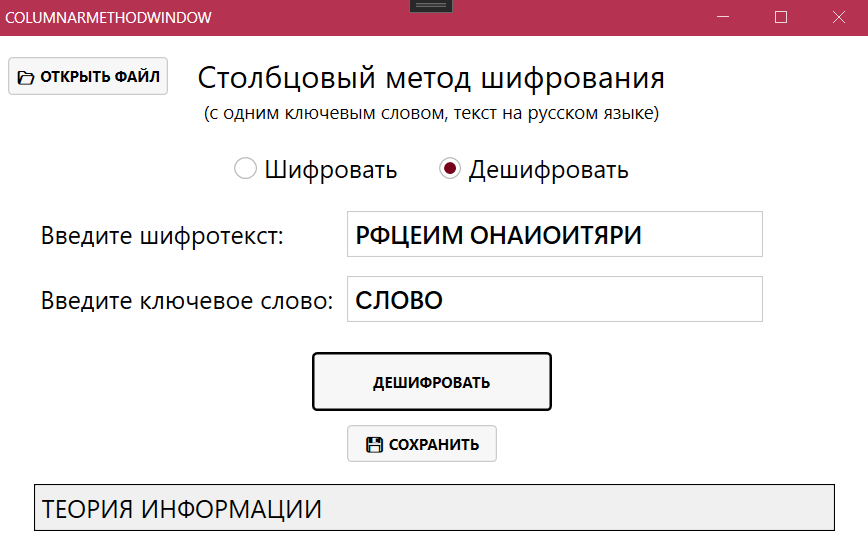 COLUMNARMETHODWINDOW
ОТКРЫТЬ ФАЙЛ
Столбцовый метод шифрования
(с одним ключевым словом, текст на русском языке)
Шифровать Дешифровать
Введите шифротекст: РФЦЕИМ ОНАИОИТЯРИ
Введите ключевое слово: СЛОВО
ДЕШИФРОВАТЬ
СОХРАНИТЬ
ТЕОРИЯ ИНФОРМАЦИИ